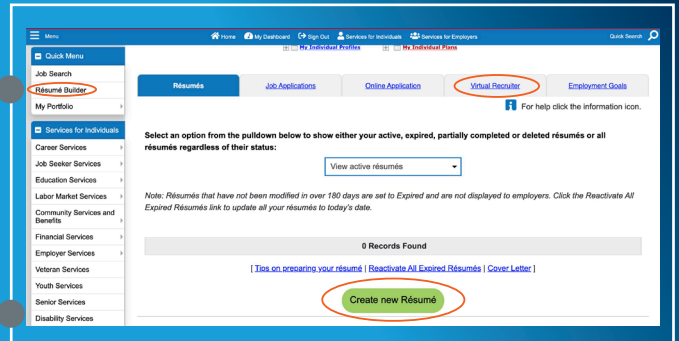 Menu
Home My Dashboard Sign Out Services for Individuals Services for Employers
Quick Search
My Individual Profiles My Individual Plans
Quick Menu
Job Search
Résumé Builder
My Portfolio
Services for Individuals
Career Services
Job Seeker Services
Education Services
Labor Market Services
Community Services and
Benefits
Financial Services
Employer Services
Veteran Services
Youth Services
Senior Services
Disability Services
Résumés Job Applications Online Application Virtual Recruiter Employment Goals
i For help click the information icon.
Select an option from the pulldown below to show either your active, expired, partially completed or deleted résumés or all
résumés regardless of their status:
View active résumés
Note: Résumés that have not been modified in over 180 days are set to Expired and are not displayed to employers. Click the Reactivate All
Expired Résumés link to update all your résumés to today's date.
0 Records Found
[ Tips on preparing your résumé | Reactivate All Expired Résumés | Cover Letter ]
Create new Résumé